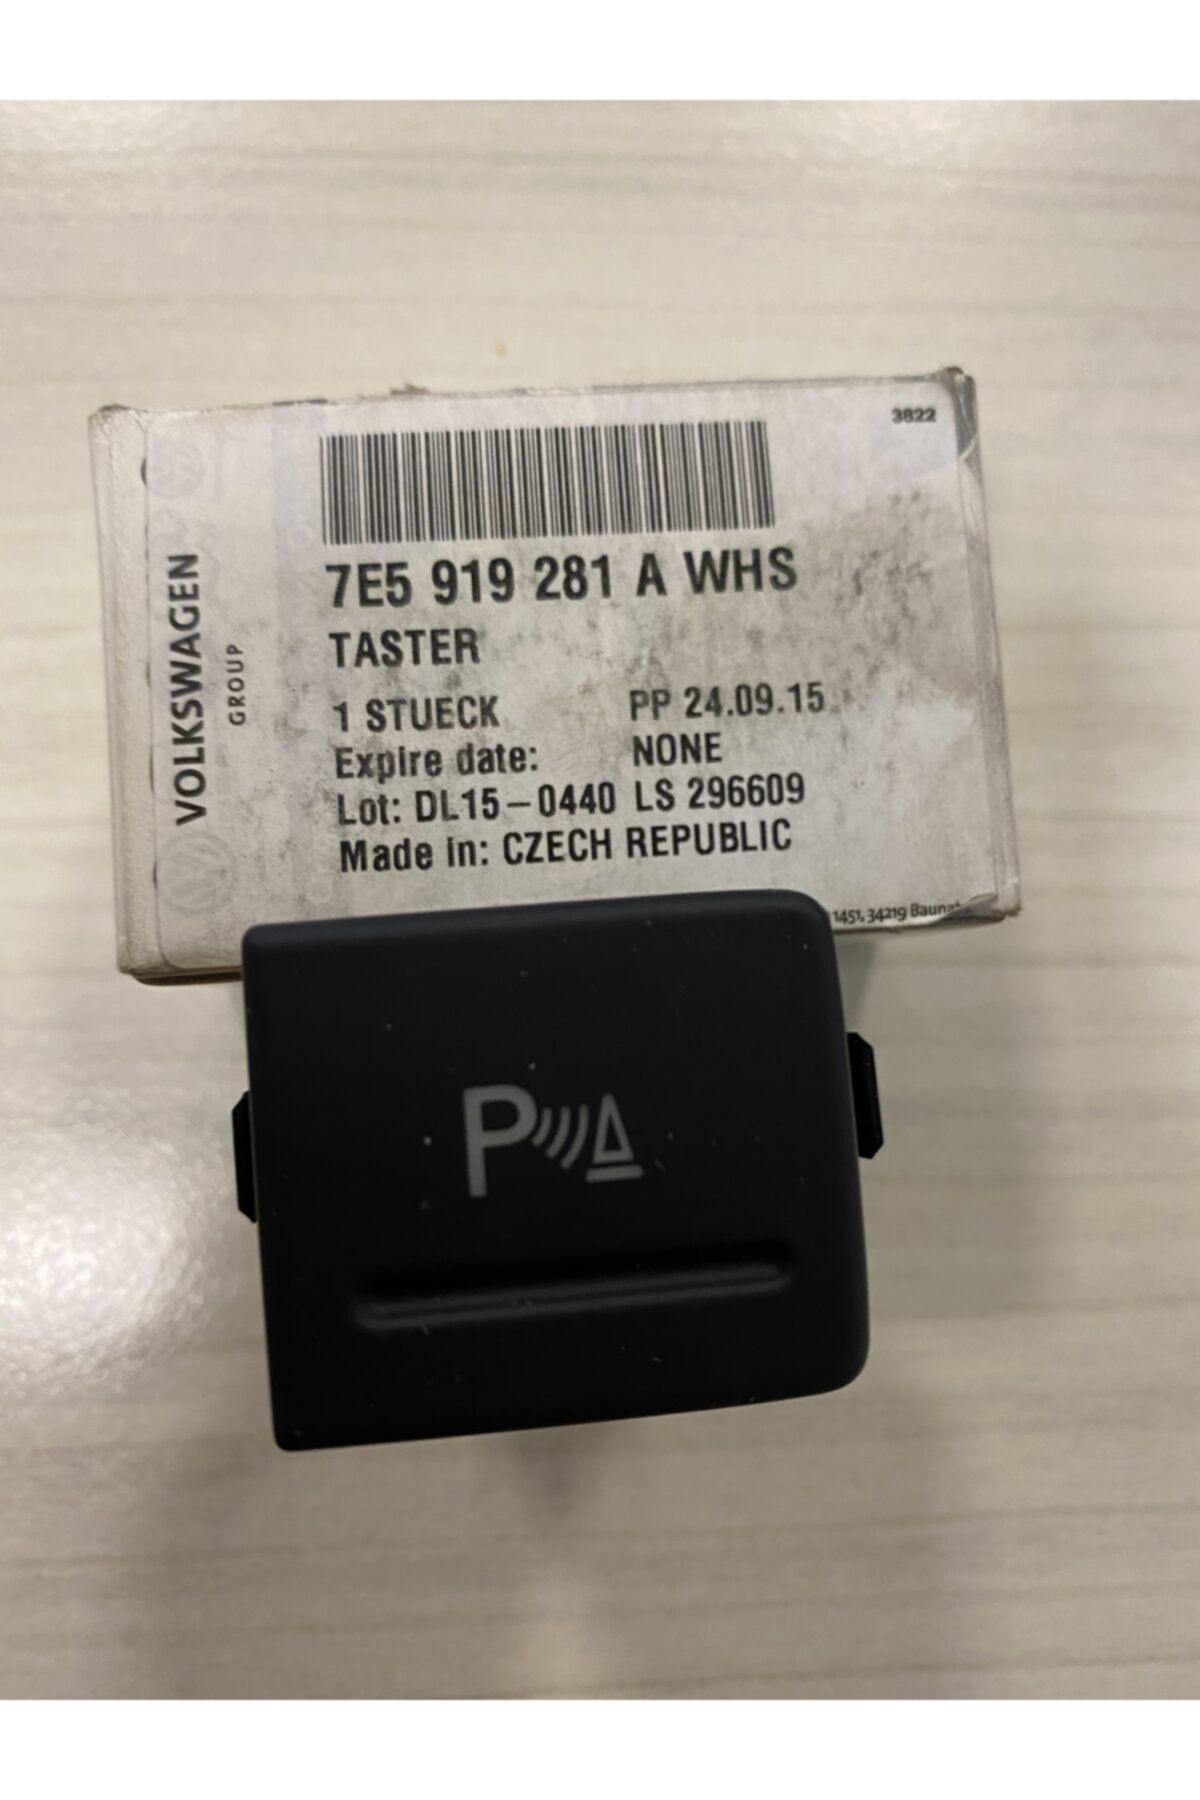 3822
VOLKSWAGEN
GROUP
7E5 919 281 A WHS
TASTER
1 STUECK PP 24.09.15
Expire date: NONE
Lot: DL15-0440 LS 296609
Made in: CZECH REPUBLIC
1451, 34219
P